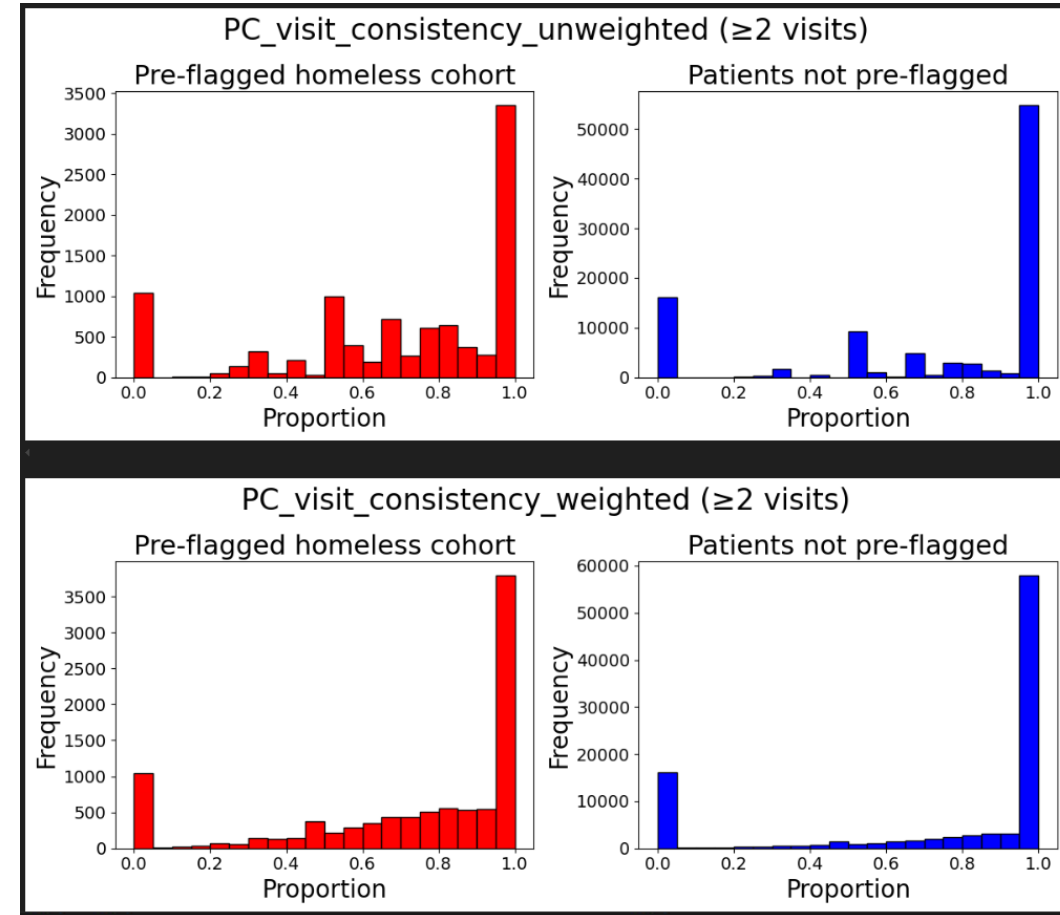 PC_visit_consistency_unweighted (≥2 visits)
Pre-flagged homeless cohort
3500
3000
2500
2000
1500
1000
500
0
Frequency
0.0 0.2 0.4 0.6 0.8 1.0
Proportion
Patients not pre-flagged
50000
40000
30000
20000
10000
0
Frequency
0.0 0.2 0.4 0.6 0.8 1.0
Proportion
PC_visit_consistency_weighted (≥2 visits)
Pre-flagged homeless cohort
3500
3000
2500
2000
1500
1000
500
0
Frequency
0.0 0.2 0.4 0.6 0.8 1.0
Proportion
Patients not pre-flagged
60000
50000
40000
30000
20000
10000
0
Frequency
0.0 0.2 0.4 0.6 0.8 1.0
Proportion